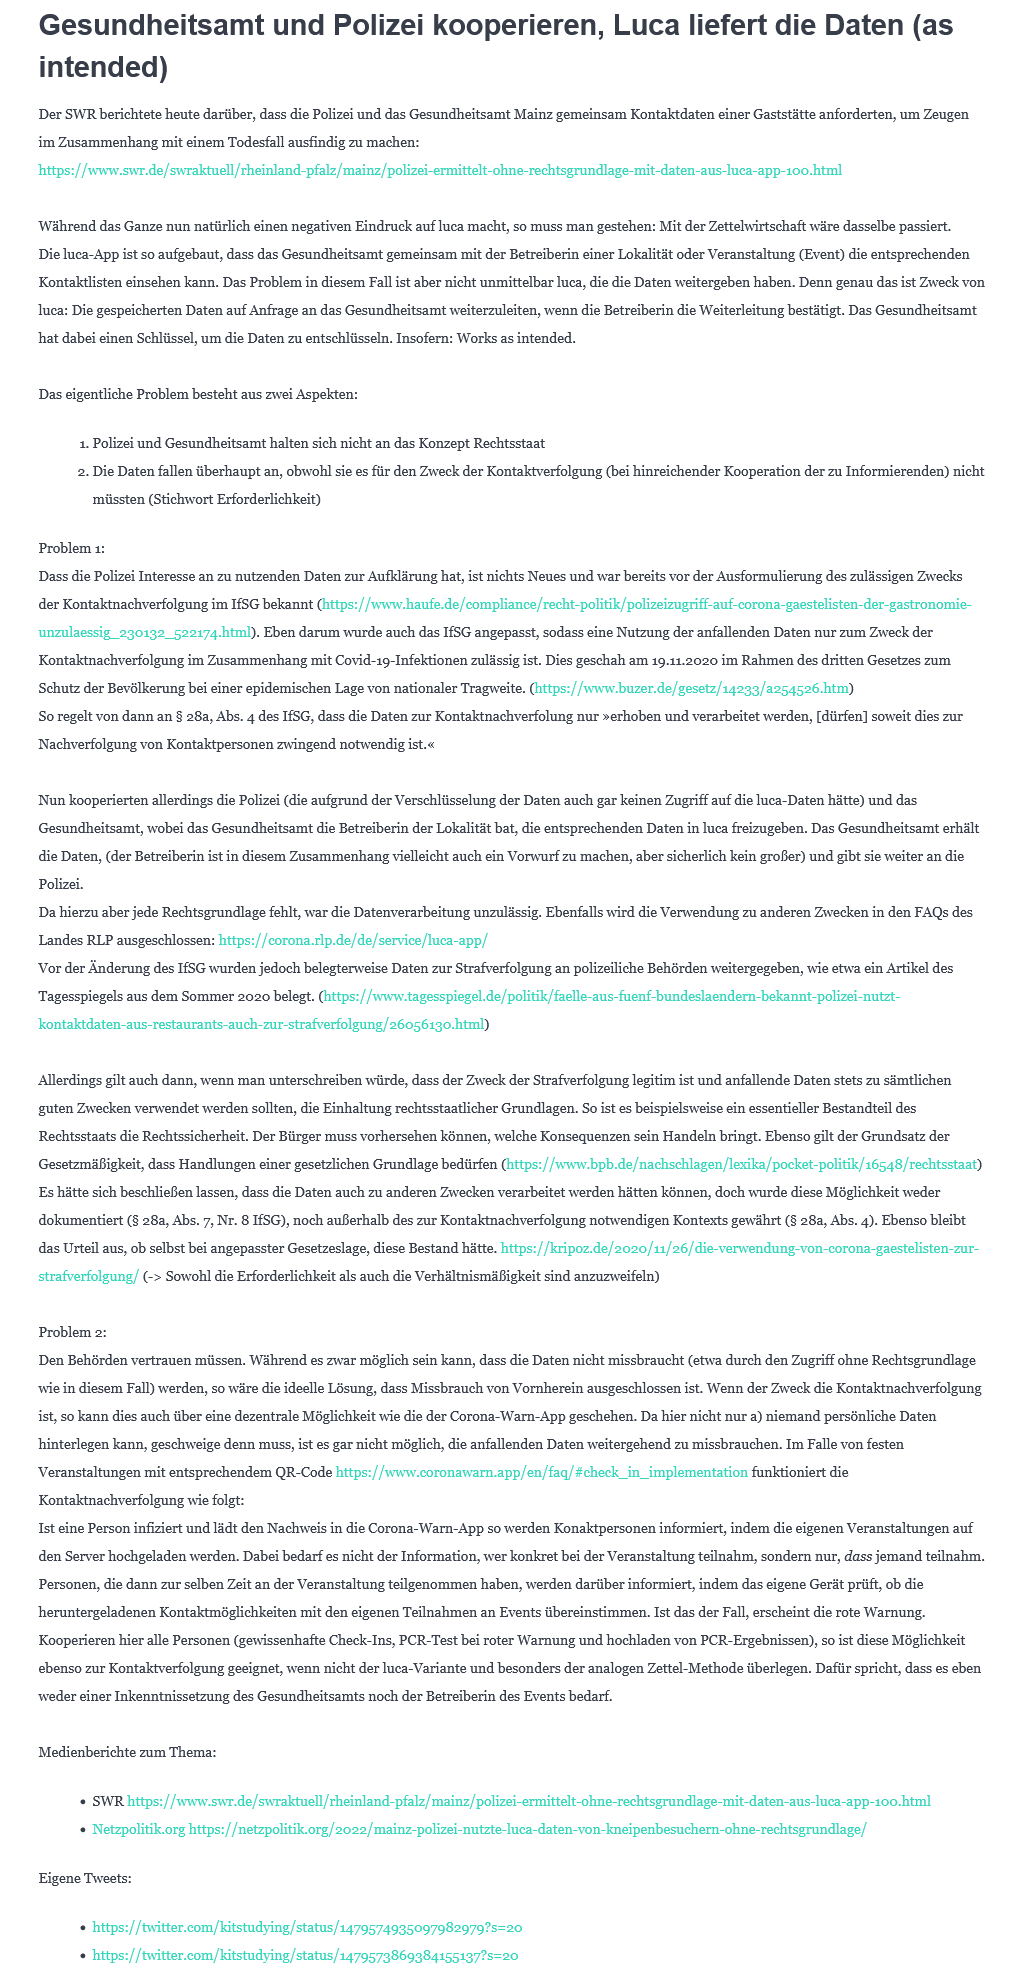 Gesundheitsamt und Polizei kooperieren, Luca liefert die Daten (as
intended)
Der SWR berichtete heute darüber, dass die Polizei und das Gesundheitsamt Mainz gemeinsam Kontaktdaten einer Gaststätte anforderten, um Zeugen
im Zusammenhang mit einem Todesfall ausfindig zu machen:
https://www.swr.de/swraktuell/rheinland-pfalz/mainz/polizei-ermittelt-ohne-rechtsgrundlage-mit-daten-aus-luca-app-100.html
Während das Ganze nun natürlich einen negativen Eindruck auf luca macht, so muss man gestehen: Mit der Zettelwirtschaft wäre dasselbe passiert.
Die luca-App ist so aufgebaut, dass das Gesundheitsamt gemeinsam mit der Betreiberin einer Lokalität oder Veranstaltung (Event) die entsprechenden
Kontaktlisten einsehen kann. Das Problem in diesem Fall ist aber nicht unmittelbar luca, die die Daten weitergeben haben. Denn genau das ist Zweck von
luca: Die gespeicherten Daten auf Anfrage an das Gesundheitsamt weiterzuleiten, wenn die Betreiberin die Weiterleitung bestätigt. Das Gesundheitsamt
hat dabei einen Schlüssel, um die Daten zu entschlüsseln. Insofern: Works as intended.
Das eigentliche Problem besteht aus zwei Aspekten:
1. Polizei und Gesundheitsamt halten sich nicht an das Konzept Rechtsstaat
2. Die Daten fallen überhaupt an, obwohl sie es für den Zweck der Kontaktverfolgung (bei hinreichender Kooperation der zu Informierenden) nicht
müssten (Stichwort Erforderlichkeit)
Problem 1:
Dass die Polizei Interesse an zu nutzenden Daten zur Aufklärung hat, ist nichts Neues und war bereits vor der Ausformulierung des zulässigen Zwecks
der Kontaktnachverfolgung im IfSG bekannt (https://www.haufe.de/compliance/recht-politik/polizeizugriff-auf-corona-gaestelisten-der-gastronomie-
unzulaessig_230132_522174.html). Eben darum wurde auch das IfSG angepasst, sodass eine Nutzung der anfallenden Daten nur zum Zweck der
Kontaktnachverfolgung im Zusammenhang mit Covid-19-Infektionen zulässig ist. Dies geschah am 19.11.2020 im Rahmen des dritten Gesetzes zum
Schutz der Bevölkerung bei einer epidemischen Lage von nationaler Tragweite. (https://www.buzer.de/gesetz/14233/a254526.htm)
So regelt von dann an § 28a, Abs. 4 des IfSG, dass die Daten zur Kontaktnachverfolung nur »erhoben und verarbeitet werden, [dürfen] soweit dies zur
Nachverfolgung von Kontaktpersonen zwingend notwendig ist.«
Nun kooperierten allerdings die Polizei (die aufgrund der Verschlüsselung der Daten auch gar keinen Zugriff auf die luca-Daten hätte) und das
Gesundheitsamt, wobei das Gesundheitsamt die Betreiberin der Lokalität bat, die entsprechenden Daten in luca freizugeben. Das Gesundheitsamt erhält
die Daten, (der Betreiberin ist in diesem Zusammenhang vielleicht auch ein Vorwurf zu machen, aber sicherlich kein großer) und gibt sie weiter an die
Polizei.
Da hierzu aber jede Rechtsgrundlage fehlt, war die Datenverarbeitung unzulässig. Ebenfalls wird die Verwendung zu anderen Zwecken in den FAQs des
Landes RLP ausgeschlossen: https://corona.rlp.de/de/service/luca-app/
Vor der Änderung des IfSG wurden jedoch belegterweise Daten zur Strafverfolgung an polizeiliche Behörden weitergegeben, wie etwa ein Artikel des
Tagesspiegels aus dem Sommer 2020 belegt. (https://www.tagesspiegel.de/politik/faelle-aus-fuenf-bundeslaendern-bekannt-polizei-nutzt-
kontaktdaten-aus-restaurants-auch-zur-strafverfolgung/26056130.html)
Allerdings gilt auch dann, wenn man unterschreiben würde, dass der Zweck der Strafverfolgung legitim ist und anfallende Daten stets zu sämtlichen
guten Zwecken verwendet werden sollten, die Einhaltung rechtsstaatlicher Grundlagen. So ist es beispielsweise ein essentieller Bestandteil des
Rechtsstaats die Rechtssicherheit. Der Bürger muss vorhersehen können, welche Konsequenzen sein Handeln bringt. Ebenso gilt der Grundsatz der
Gesetzmäßigkeit, dass Handlungen einer gesetzlichen Grundlage bedürfen (https://www.bpb.de/nachschlagen/lexika/pocket-politik/16548/rechtsstaat)
Es hätte sich beschließen lassen, dass die Daten auch zu anderen Zwecken verarbeitet werden hätten können, doch wurde diese Möglichkeit weder
dokumentiert (§ 28a, Abs. 7, Nr. 8 IfSG), noch außerhalb des zur Kontaktnachverfolgung notwendigen Kontexts gewährt (§ 28a, Abs. 4). Ebenso bleibt
das Urteil aus, ob selbst bei angepasster Gesetzeslage, diese Bestand hätte. https://kripoz.de/2020/11/26/die-verwendung-von-corona-gaestelisten-zur-
strafverfolgung/ (-> Sowohl die Erforderlichkeit als auch die Verhältnismäßigkeit sind anzuzweifeln)
Problem 2:
Den Behörden vertrauen müssen. Während es zwar möglich sein kann, dass die Daten nicht missbraucht (etwa durch den Zugriff ohne Rechtsgrundlage
wie in diesem Fall) werden, so wäre die ideelle Lösung, dass Missbrauch von Vornherein ausgeschlossen ist. Wenn der Zweck die Kontaktnachverfolgung
ist, so kann dies auch über eine dezentrale Möglichkeit wie die der Corona-Warn-App geschehen. Da hier nicht nur a) niemand persönliche Daten
hinterlegen kann, geschweige denn muss, ist es gar nicht möglich, die anfallenden Daten weitergehend zu missbrauchen. Im Falle von festen
Veranstaltungen mit entsprechendem QR-Code https://www.coronawarn.app/en/faq/#check_in_implementation funktioniert die
Kontaktnachverfolgung wie folgt:
Ist eine Person infiziert und lädt den Nachweis in die Corona-Warn-App so werden Konaktpersonen informiert, indem die eigenen Veranstaltungen auf
den Server hochgeladen werden. Dabei bedarf es nicht der Information, wer konkret bei der Veranstaltung teilnahm, sondern nur, dass jemand teilnahm.
Personen, die dann zur selben Zeit an der Veranstaltung teilgenommen haben, werden darüber informiert, indem das eigene Gerät prüft, ob die
heruntergeladenen Kontaktmöglichkeiten mit den eigenen Teilnahmen an Events übereinstimmen. Ist das der Fall, erscheint die rote Warnung.
Kooperieren hier alle Personen (gewissenhafte Check-Ins, PCR-Test bei roter Warnung und hochladen von PCR-Ergebnissen), so ist diese Möglichkeit
ebenso zur Kontaktverfolgung geeignet, wenn nicht der luca-Variante und besonders der analogen Zettel-Methode überlegen. Dafür spricht, dass es eben
weder einer Inkenntnissetzung des Gesundheitsamts noch der Betreiberin des Events bedarf.
Medienberichte zum Thema:
• SWR https://www.swr.de/swraktuell/rheinland-pfalz/mainz/polizei-ermittelt-ohne-rechtsgrundlage-mit-daten-aus-luca-app-100.html
• Netzpolitik.org https://netzpolitik.org/2022/mainz-polizei-nutzte-luca-daten-von-kneipenbesuchern-ohne-rechtsgrundlage/
Eigene Tweets:
• https://twitter.com/kitstudying/status/1479574935097982979?s=20
• https://twitter.com/kitstudying/status/1479573869384155137?s=20